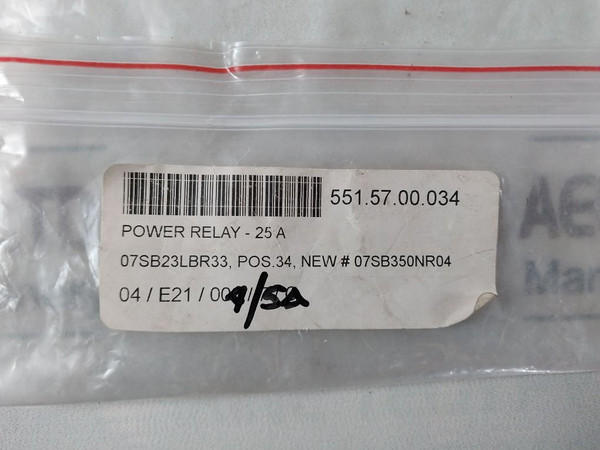 551.57.00.034
POWER RELAY - 25 A
07SB23LBR33, POS.34, NEW # 07SB350NR04
04 / E21 / 00